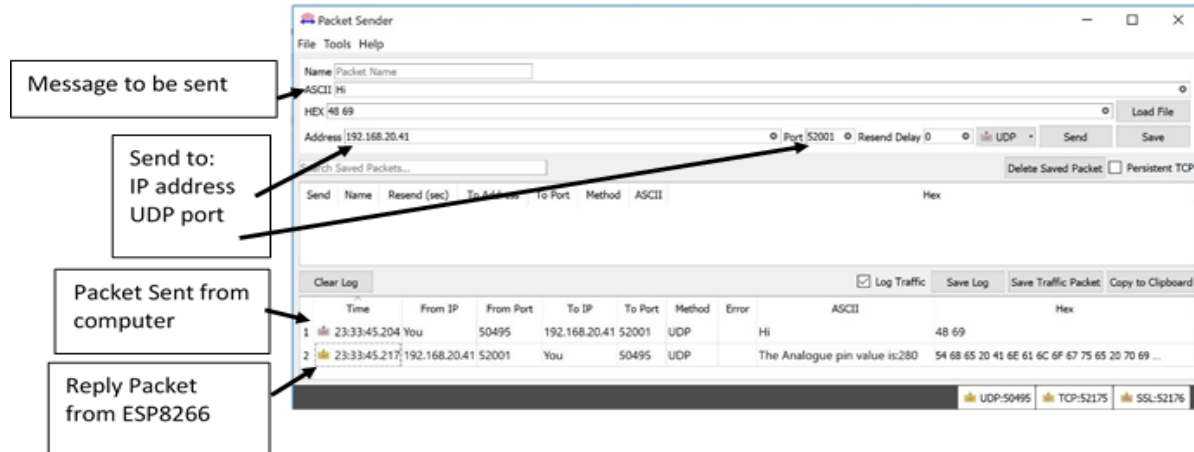 Packet Sender
File Tools Help
Name Packet Name
Message to be sent
ASCII Hi
HEX 48 69 Load File
Address 192.168.20.41 Port 52001 Resend Delay 0 UDP Send Save
Send to:
IP address
UDP port
Search Saved Packets... Delete Saved Packet Persistent TCP
Send Name Resend (sec) To Address To Port Method ASCII Hex
Packet Sent from
computer
Clear Log Log Traffic Save Log Save Traffic Packet Copy to Clipboard
Time From IP From Port To IP To Port Method Error ASCII Hex
1 23:33:45.204 You 50495 192.168.20.41 52001 UDP Hi 48 69
2 23:33:45.217 192.168.20.41 52001 You 50495 UDP The Analogue pin value is:280 54 68 65 20 41 6E 61 6C 6F 67 75 65 20 70 69 ...
Reply Packet
from ESP8266
UDP:50495 TCP:52175 SSL:52176